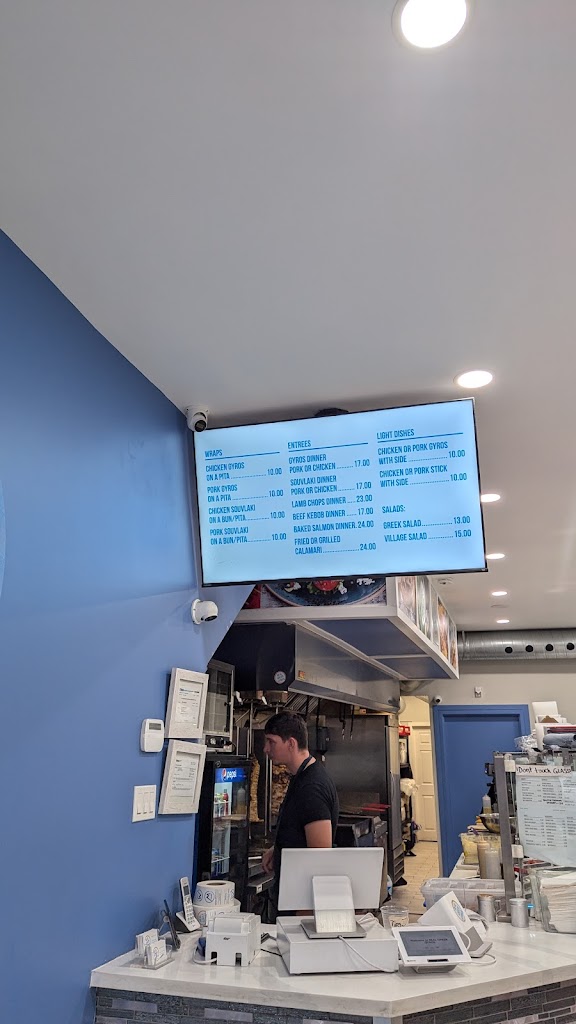 WRAPS
CHICKEN GYROS
ON A PITA ............... 10.00
PORK GYROS
ON A PITA ............... 10.00
CHICKEN SOUVLAKI
ON A BUN/PITA ......... 10.00
PORK SOUVLAKI
ON A BUN/PITA ......... 10.00
ENTREES
GYROS DINNER
PORK OR CHICKEN ......... 17.00
SOUVLAKI DINNER
PORK OR CHICKEN ......... 17.00
LAMB CHOPS DINNER .... 23.00
BEEF KEBOB DINNER ..... 17.00
BAKED SALMON DINNER. 24.00
FRIED OR GRILLED
CALAMARI ................. 24.00
LIGHT DISHES
CHICKEN OR PORK GYROS
WITH SIDE ................ 10.00
CHICKEN OR PORK STICK
WITH SIDE ................ 10.00
SALADS:
GREEK SALAD ............. 13.00
VILLAGE SALAD .......... 15.00
pepsi
Dont touch GLASS